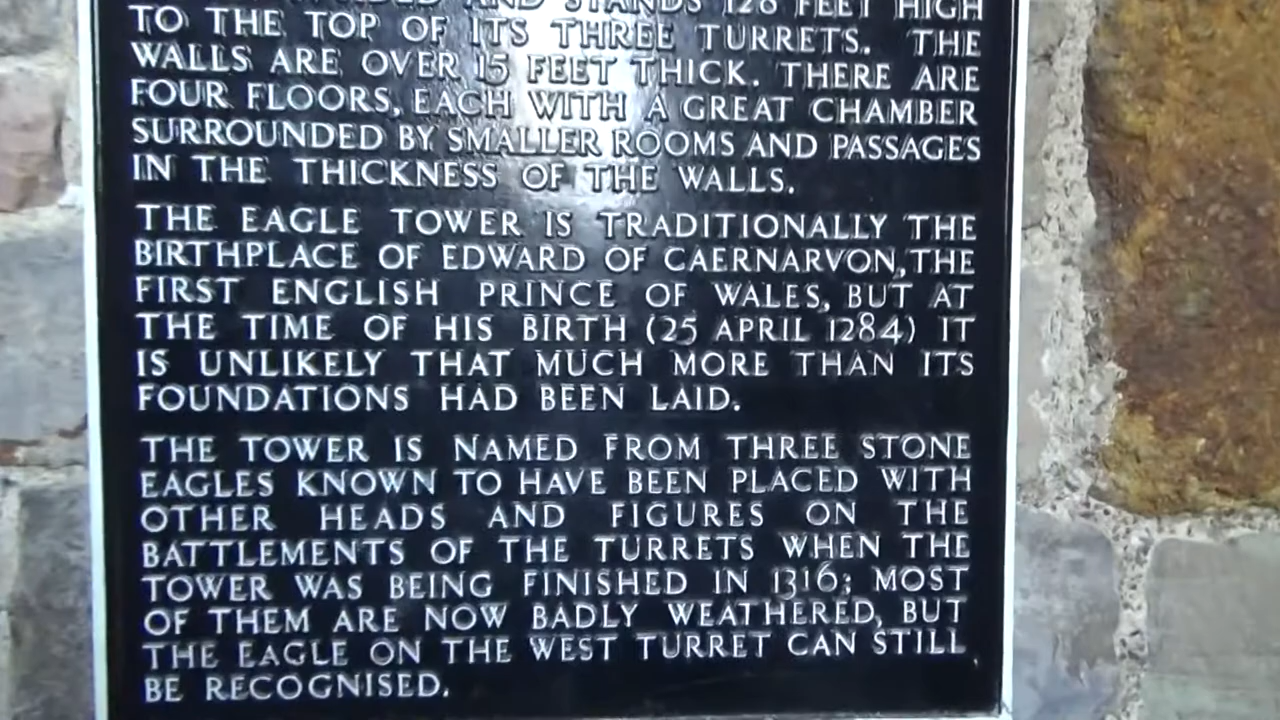 AND STANDS 128 FEET HIGH
TO THE TOP OF ITS THREE TURRETS. THE
WALLS ARE OVER 15 FEET THICK. THERE ARE
FOUR FLOORS, EACH WITH A GREAT CHAMBER
SURROUNDED BY SMALLER ROOMS AND PASSAGES
IN THE THICKNESS OF THE WALLS.
THE EAGLE TOWER IS TRADITIONALLY THE
BIRTHPLACE OF EDWARD OF CAERNARVON, THE
FIRST ENGLISH PRINCE OF WALES, BUT AT
THE TIME OF HIS BIRTH (25 APRIL 1284) IT
IS UNLIKELY THAT MUCH MORE THAN ITS
FOUNDATIONS HAD BEEN LAID.
THE TOWER IS NAMED FROM THREE STONE
EAGLES KNOWN TO HAVE BEEN PLACED WITH
OTHER HEADS AND FIGURES ON THE
BATTLEMENTS OF THE TURRETS WHEN THE
TOWER WAS BEING FINISHED IN 1316; MOST
OF THEM ARE NOW BADLY WEATHERED, BUT
THE EAGLE ON THE WEST TURRET CAN STILL
BE RECOGNISED.